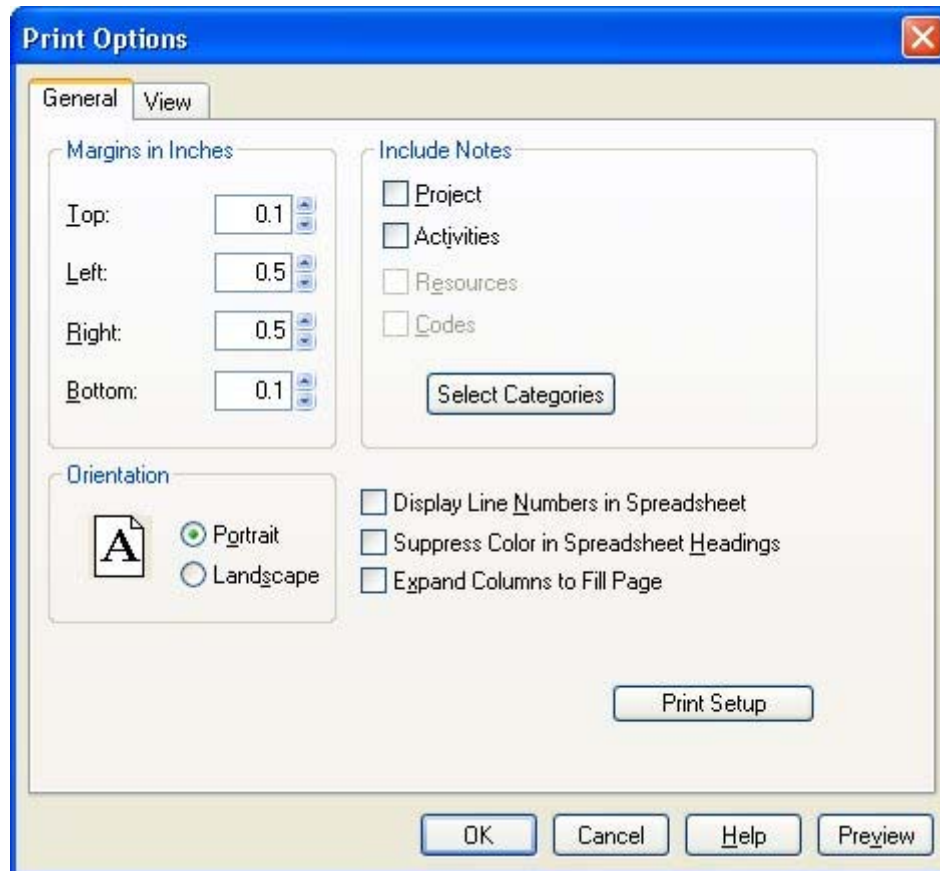 Print Options
General
View
Margins in Inches
Top:
0.1
Left:
0.5
Right:
0.5
Bottom:
0.1
Include Notes
Project
Activities
Resources
Codes
Select Categories
Orientation
A
Portrait
Landscape
Display Line Numbers in Spreadsheet
Suppress Color in Spreadsheet Headings
Expand Columns to Fill Page
Print Setup
OK
Cancel
Help
Preview